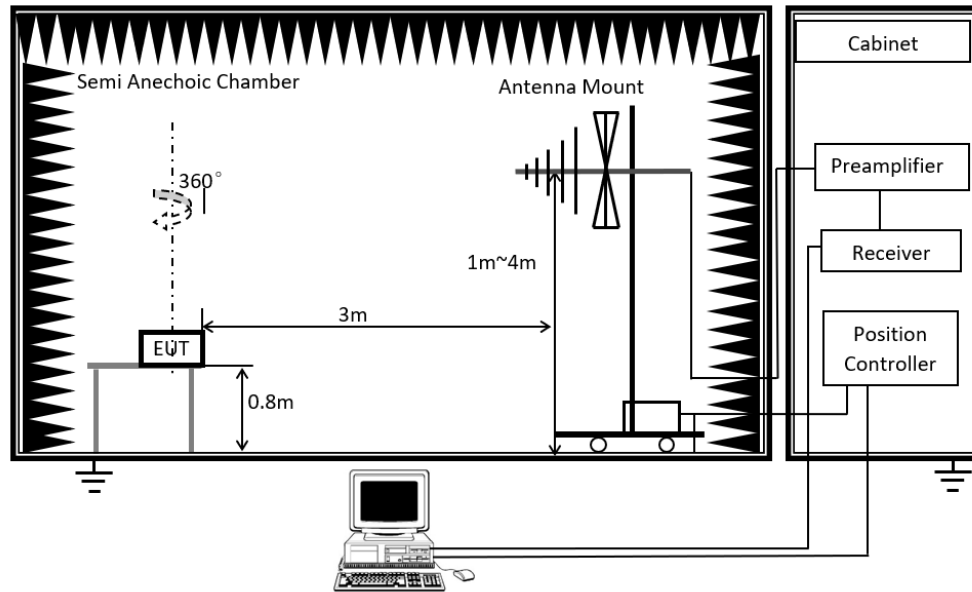 Semi Anechoic Chamber
Antenna Mount
Cabinet
360°
Preamplifier
1m~4m
Receiver
3m
EUT
Position
Controller
0.8m